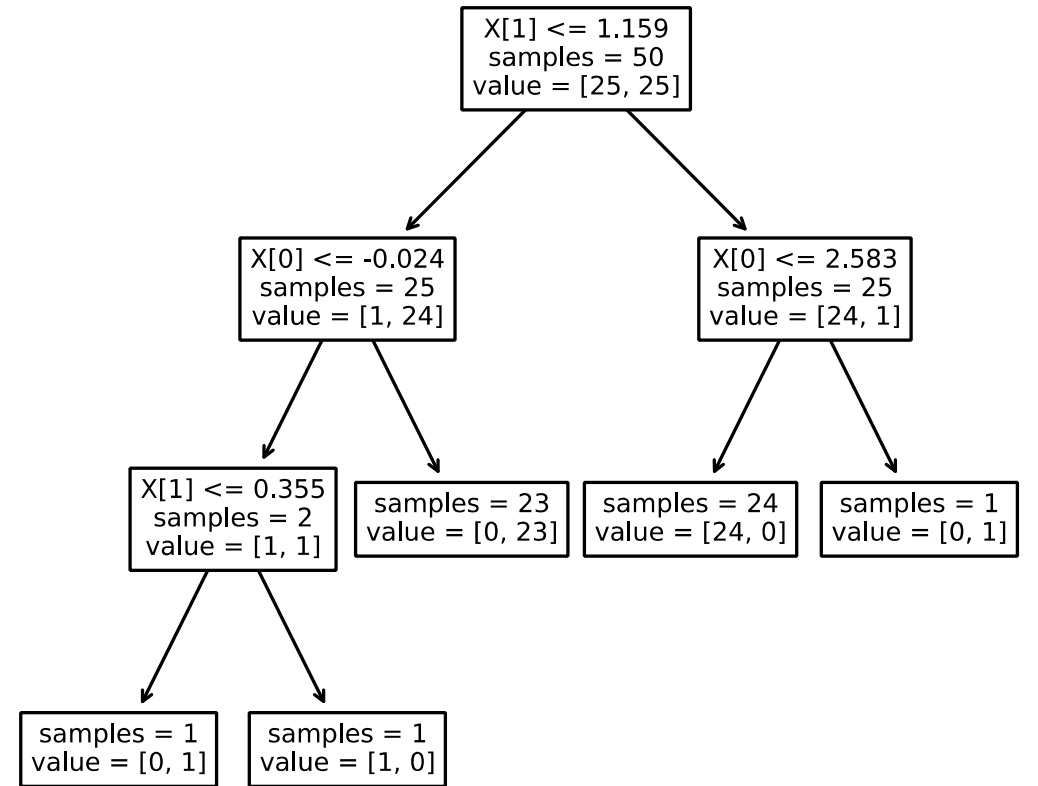 X[1] <= 1.159
samples = 50
value = [25, 25]
X[0] <= -0.024
samples = 25
value = [1, 24]
X[0] <= 2.583
samples = 25
value = [24, 1]
X[1] <= 0.355
samples = 2
value = [1, 1]
samples = 23
value = [0, 23]
samples = 24
value = [24, 0]
samples = 1
value = [0, 1]
samples = 1
value = [0, 1]
samples = 1
value = [1, 0]